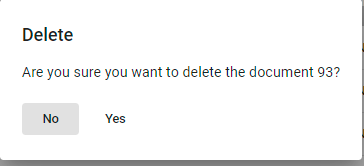 Delete
Are you sure you want to delete the document 93?
No Yes